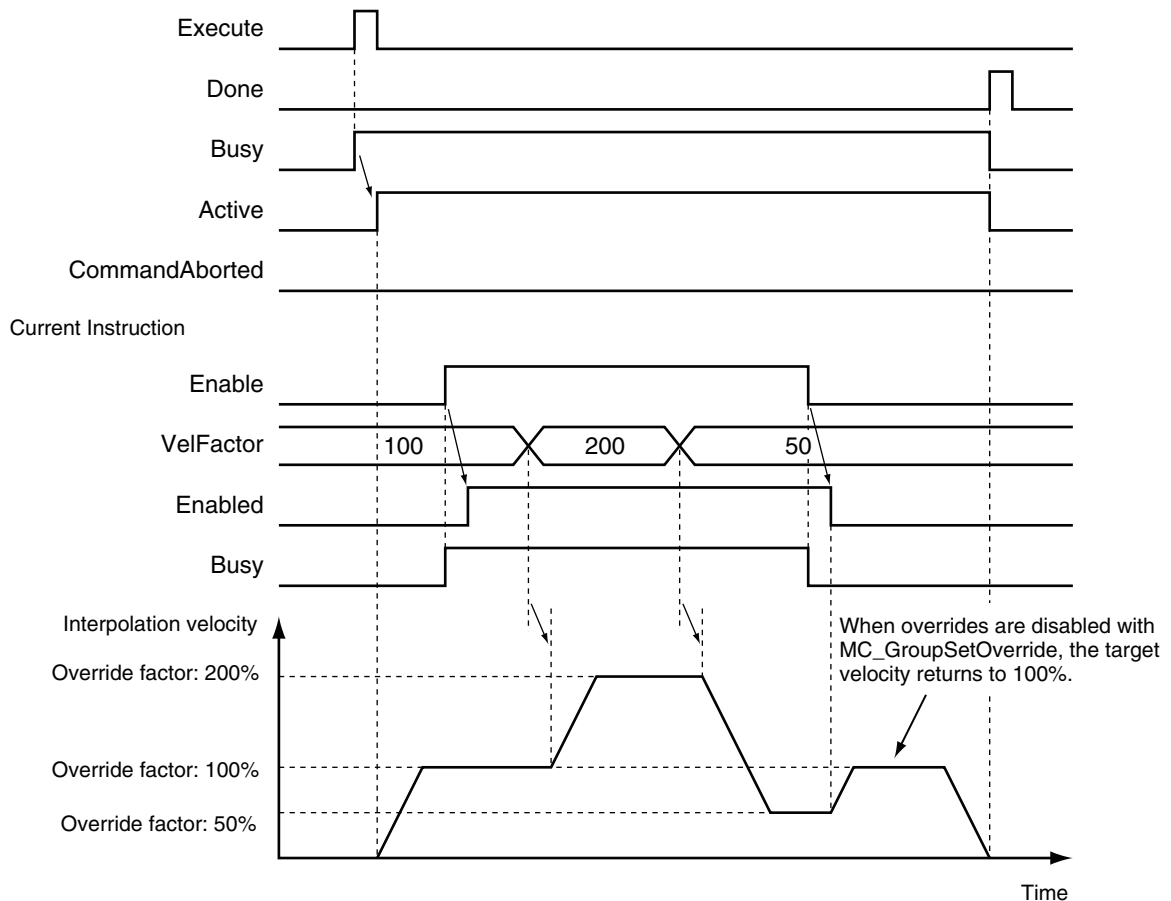 Execute
Done
Busy
Active
CommandAborted
Current Instruction
Enable
VelFactor
100
200
50
Enabled
Busy
Interpolation velocity
When overrides are disabled with
MC_GroupSetOverride, the target
velocity returns to 100%.
Override factor: 200%
Override factor: 100%
Override factor: 50%
Time